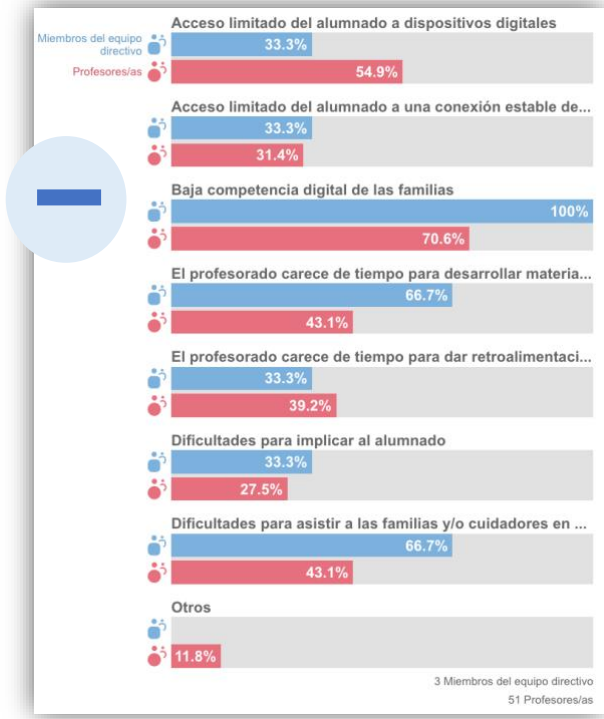 Acceso limitado del alumnado a dispositivos digitales
Miembros del equipo
directivo
33.3%
Profesores/as
54.9%
Acceso limitado del alumnado a una conexión estable de...
33.3%
31.4%
Baja competencia digital de las familias
100%
70.6%
El profesorado carece de tiempo para desarrollar materia...
66.7%
43.1%
El profesorado carece de tiempo para dar retroalimentaci...
33.3%
39.2%
Dificultades para implicar al alumnado
33.3%
27.5%
Dificultades para asistir a las familias y/o cuidadores en ...
66.7%
43.1%
Otros
11.8%
3 Miembros del equipo directivo
51 Profesores/as